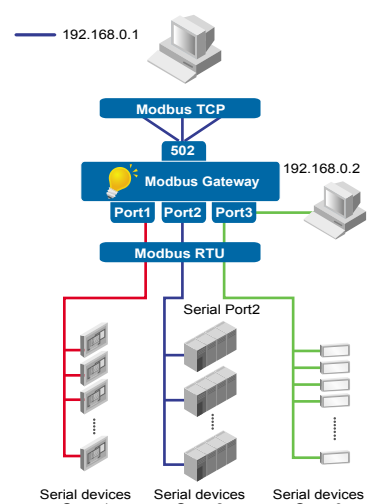 192.168.0.1
Modbus TCP
502
Modbus Gateway
192.168.0.2
Port1 Port2 Port3
Modbus RTU
Serial Port2
Serial devices Serial devices Serial devices